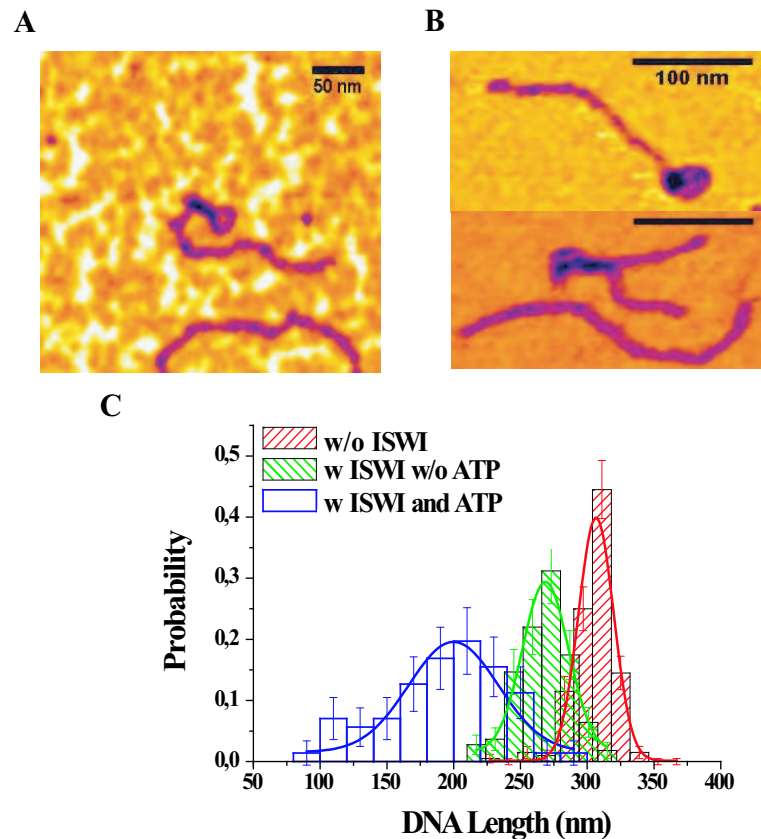 A
B
50 nm
100 nm
C
w/o ISWI
w ISWI w/o ATP
w ISWI and ATP
Probability
0,5
0,4
0,3
0,2
0,1
0,0
50 100 150 200 250 300 350 400
DNA Length (nm)